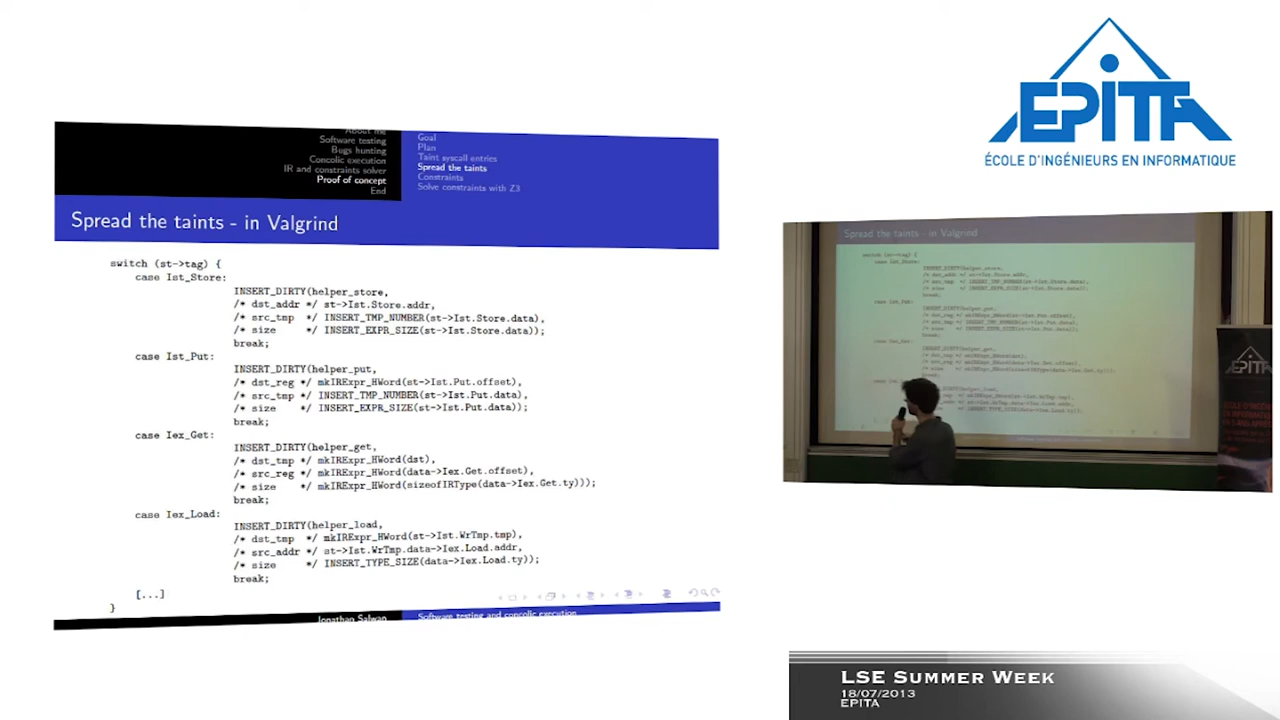 About me
Software testing
Bugs hunting
Concolic execution
IR and constraints solver
Proof of concept
End
Goal
Plan
Taint syscall entries
Spread the taints
Constraints
Solve constraints with Z3
Spread the taints - in Valgrind
switch (st->tag) {
case Ist_Store:
INSERT_DIRTY(helper_store,
/* dst_addr */ st->Ist.Store.addr,
/* src_tmp */ INSERT_TMP_NUMBER(st->Ist.Store.data),
/* size */ INSERT_EXPR_SIZE(st->Ist.Store.data));
break;
case Ist_Put:
INSERT_DIRTY(helper_put,
/* dst_reg */ mkIRExpr_HWord(st->Ist.Put.offset),
/* src_tmp */ INSERT_TMP_NUMBER(st->Ist.Put.data),
/* size */ INSERT_EXPR_SIZE(st->Ist.Put.data));
break;
case Iex_Get:
INSERT_DIRTY(helper_get,
/* dst_tmp */ mkIRExpr_HWord(dst),
/* src_reg */ mkIRExpr_HWord(data->Iex.Get.offset),
/* size */ mkIRExpr_HWord(sizeofIRType(data->Iex.Get.ty)));
break;
case Iex_Load:
INSERT_DIRTY(helper_load,
/* dst_tmp */ mkIRExpr_HWord(st->Ist.WrTmp.tmp),
/* src_addr */ st->Ist.WrTmp.data->Iex.Load.addr,
/* size */ INSERT_TYPE_SIZE(data->Iex.Load.ty));
break;
[...]
}
Jonathan Salwan
Software testing and concolic execution
EPITA
ÉCOLE D'INGÉNIEURS EN INFORMATIQUE
Spread the taints - in Valgrind
EPITA
LSE SUMMER WEEK
18/07/2013
EPITA